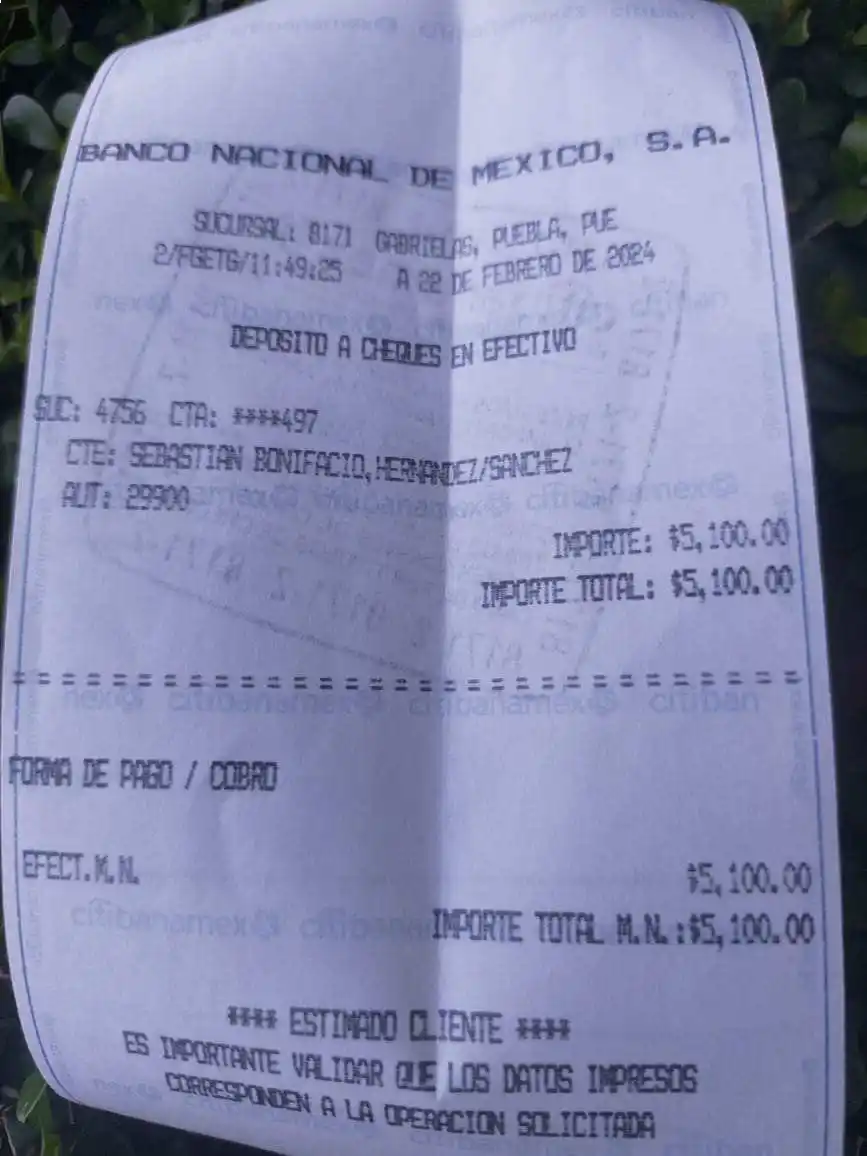 BANCO NACIONAL DE MEXICO, S.A.
SUCURSAL: 8171 GABRIELAS, PUEBLA, PUE
2/FGETG/11:49:25 A 22 DE FEBRERO DE 2024
DEPOSITO A CHEQUES EN EFECTIVO
SUC: 4756 CTA: ****497
CTE: SEBASTIAN BONIFACIO,HERNANDEZ/SANCHEZ
AUT: 29900
IMPORTE: $5,100.00
IMPORTE TOTAL: $5,100.00
FORMA DE PAGO / COBRO
EFECT.M.N. $5,100.00
IMPORTE TOTAL M.N.:$5,100.00
**** ESTIMADO CLIENTE ****
ES IMPORTANTE VALIDAR QUE LOS DATOS IMPRESOS
CORRESPONDEN A LA OPERACION SOLICITADA